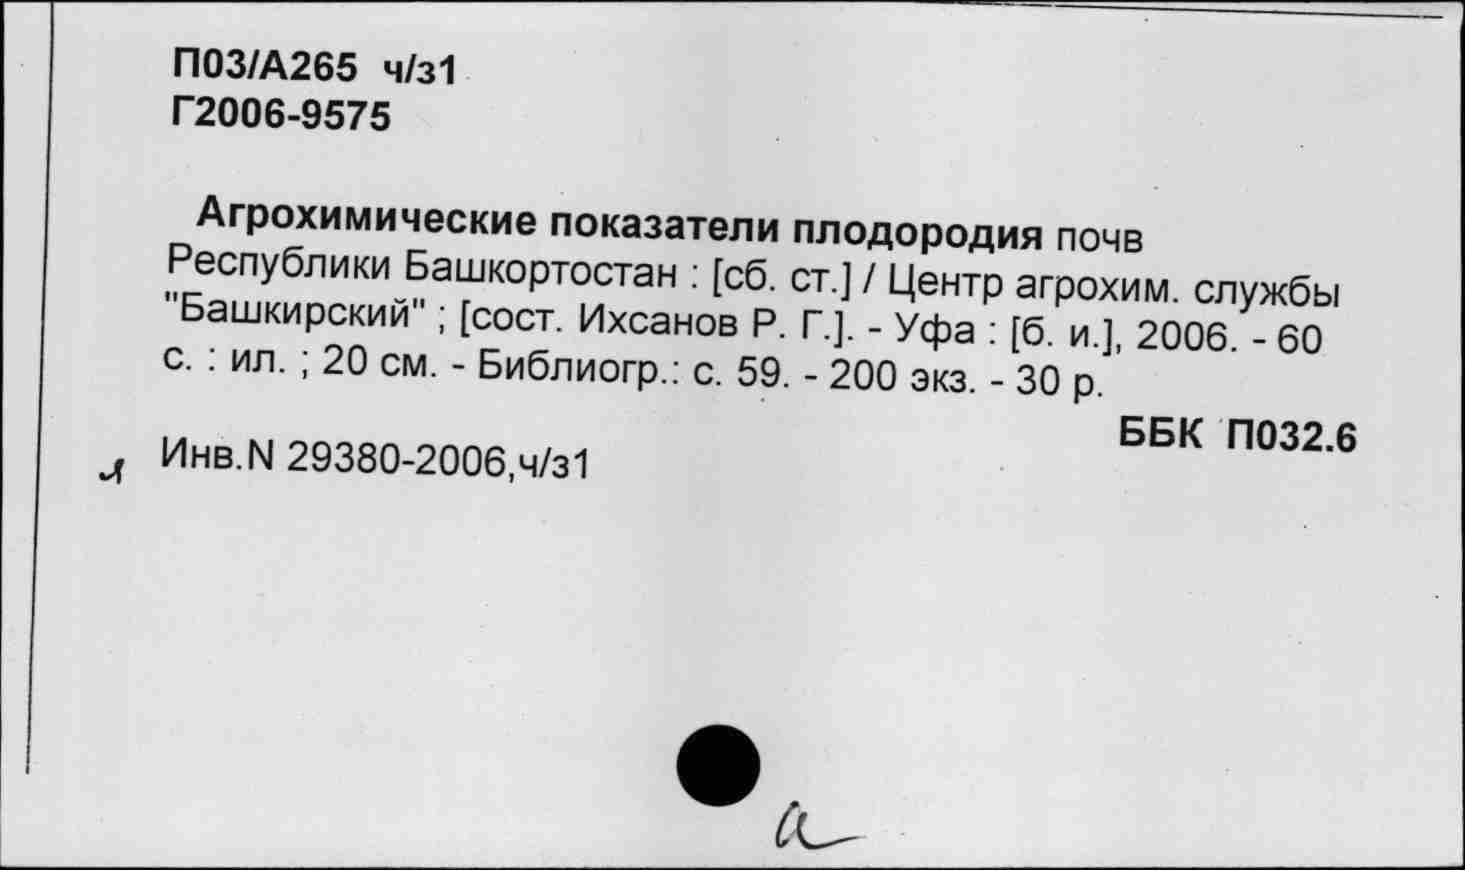 П03/А265 ч/з1
Г2006-9575
Агрохимические показатели плодородия почв
Республики Башкортостан : [сб. ст.] / Центр агрохим. службы
"Башкирский" ; [сост. Ихсанов Р. Г.]. - Уфа : [б. и.], 2006. - 60
с. : ил. ; 20 см. - Библиогр.: с. 59. - 200 экз. - 30 р.
ББК П032.6
Инв.N 29380-2006,ч/з1
а